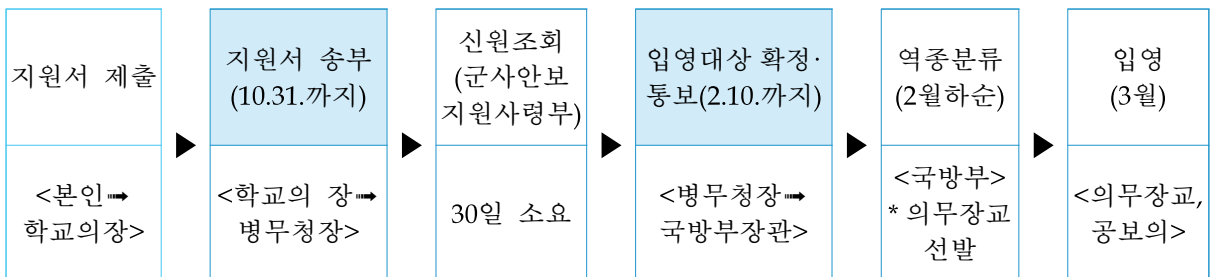 지원서 제출
<본인➟
학교의장>
▶
지원서 송부
(10.31.까지)
<학교의 장➟
병무청장>
▶
신원조회
(군사안보
지원사령부)
30일 소요
▶
입영대상 확정·
통보(2.10.까지)
<병무청장➟
국방부장관>
▶
역종분류
(2월하순)
<국방부>
* 의무장교
선발
▶
입영
(3월)
<의무장교,
공보의>